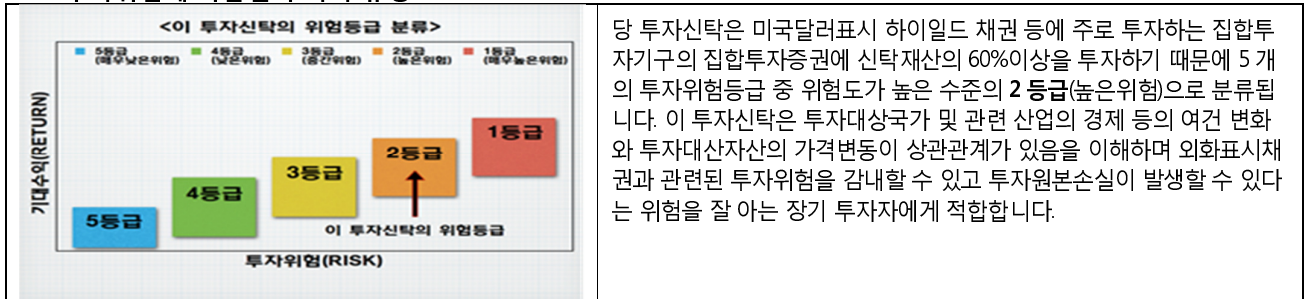 <이 투자신탁의 위험등급 분류>
5등급 (매우낮은위험)
4등급 (낮은위험)
3등급 (중간위험)
2등급 (높은위험)
1등급 (매우높은위험)
기대수익(RETURN)
1등급
2등급
3등급
4등급
5등급
이 투자신탁의 위험등급
투자위험(RISK)
당 투자신탁은 미국달러표시 하이일드 채권 등에 주로 투자하는 집합투
자기구의 집합투자증권에 신탁재산의 60%이상을 투자하기 때문에 5 개
의 투자위험등급 중 위험도가 높은 수준의 2 등급(높은위험)으로 분류됩
니다. 이 투자신탁은 투자대상국가 및 관련 산업의 경제 등의 여건 변화
와 투자대산자산의 가격변동이 상관관계가 있음을 이해하며 외화표시채
권과 관련된 투자위험을 감내할 수 있고 투자원본손실이 발생할 수 있다
는 위험을 잘 아는 장기 투자자에게 적합합니다.